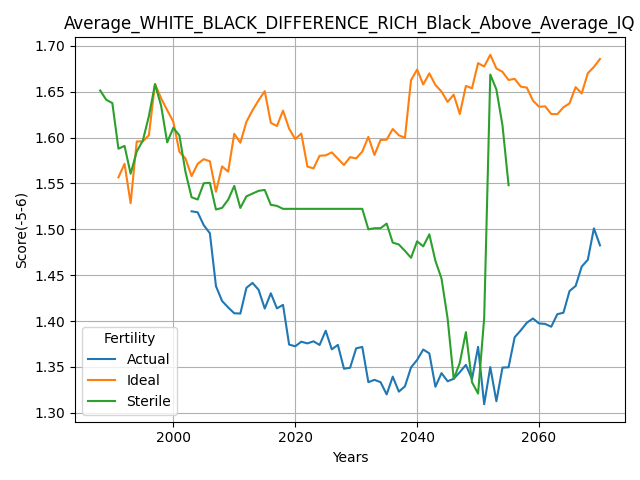 Average_WHITE_BLACK_DIFFERENCE_RICH_Black_Above_Average_IQ
1.70
1.65
1.60
1.55
1.50
1.45
1.40
1.35
1.30
Score(-5-6)
Fertility
Actual
Ideal
Sterile
2000
2020
2040
2060
Years